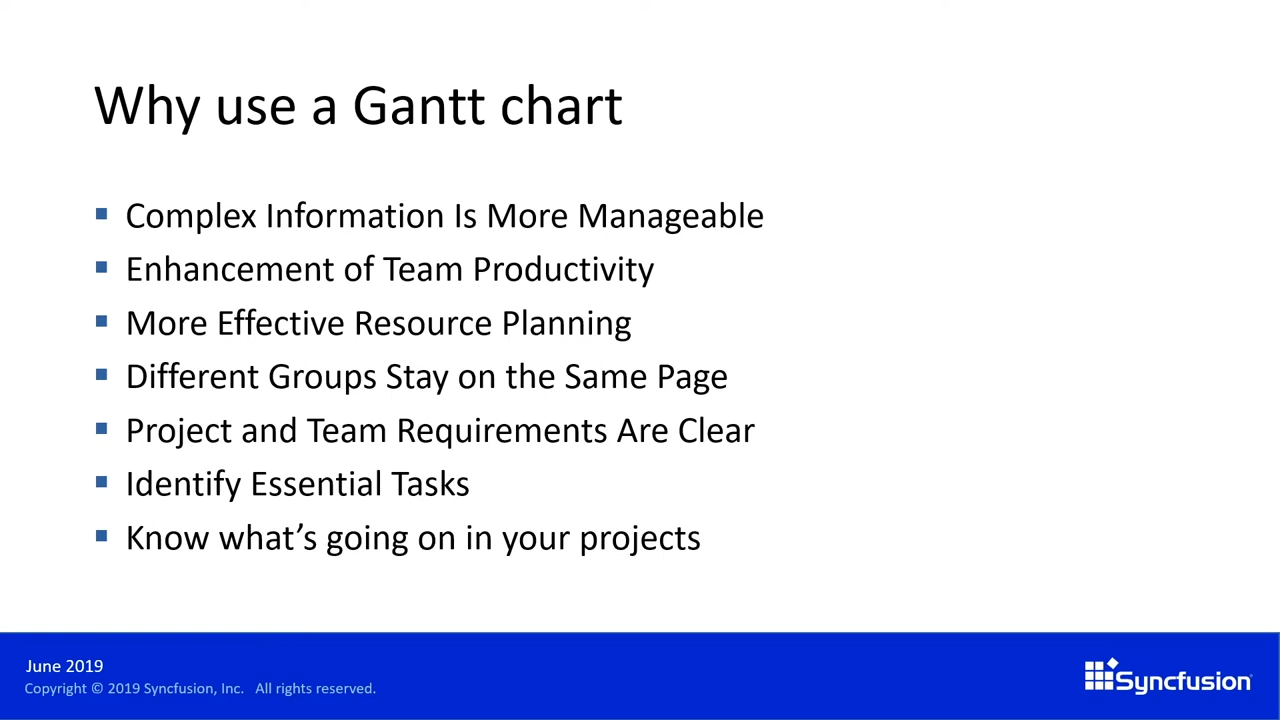 Why use a Gantt chart
▪ Complex Information Is More Manageable
▪ Enhancement of Team Productivity
▪ More Effective Resource Planning
▪ Different Groups Stay on the Same Page
▪ Project and Team Requirements Are Clear
▪ Identify Essential Tasks
▪ Know what’s going on in your projects
June 2019
Copyright © 2019 Syncfusion, Inc. All rights reserved.
Syncfusion